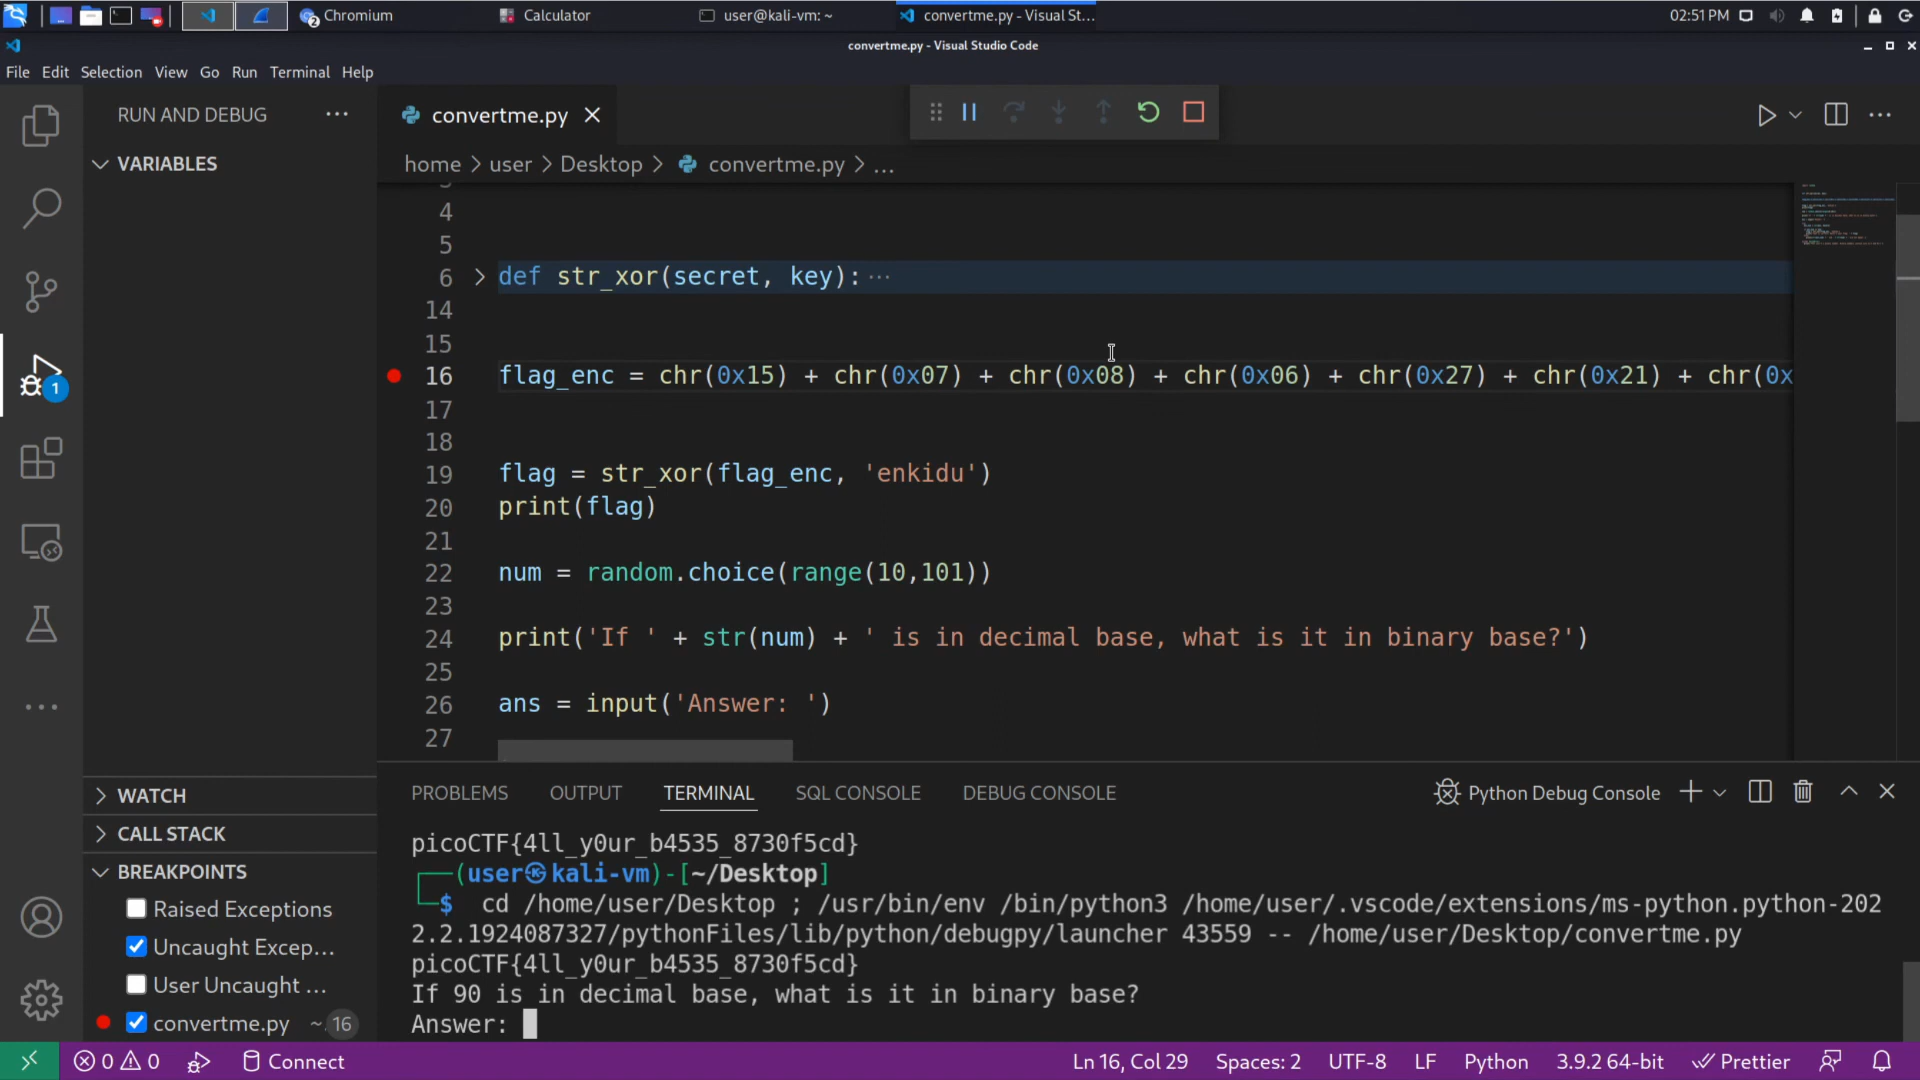 2 Chromium Calculator user@kali-vm: ~ convertme.py - Visual St... 02:51 PM
convertme.py - Visual Studio Code
File Edit Selection View Go Run Terminal Help
RUN AND DEBUG ... convertme.py
home > user > Desktop > convertme.py > ...
VARIABLES
4
5
6 def str_xor(secret, key): ...
14
15
16 flag_enc = chr(0x15) + chr(0x07) + chr(0x08) + chr(0x06) + chr(0x27) + chr(0x21) + chr(0x
17
18
19 flag = str_xor(flag_enc, 'enkidu')
20 print(flag)
21
22 num = random.choice(range(10,101))
23
24 print('If ' + str(num) + ' is in decimal base, what is it in binary base?')
25
26 ans = input('Answer: ')
27
1
WATCH
CALL STACK
BREAKPOINTS
Raised Exceptions
Uncaught Excep...
User Uncaught ...
convertme.py ~. 16
PROBLEMS OUTPUT TERMINAL SQL CONSOLE DEBUG CONSOLE Python Debug Console
picoCTF{4ll_y0ur_b4535_8730f5cd}
(user㉿kali-vm)-[~/Desktop]
$ cd /home/user/Desktop ; /usr/bin/env /bin/python3 /home/user/.vscode/extensions/ms-python.python-202
2.2.1924087327/pythonFiles/lib/python/debugpy/launcher 43559 -- /home/user/Desktop/convertme.py
picoCTF{4ll_y0ur_b4535_8730f5cd}
If 90 is in decimal base, what is it in binary base?
Answer:
0 0 Connect Ln 16, Col 29 Spaces: 2 UTF-8 LF Python 3.9.2 64-bit Prettier